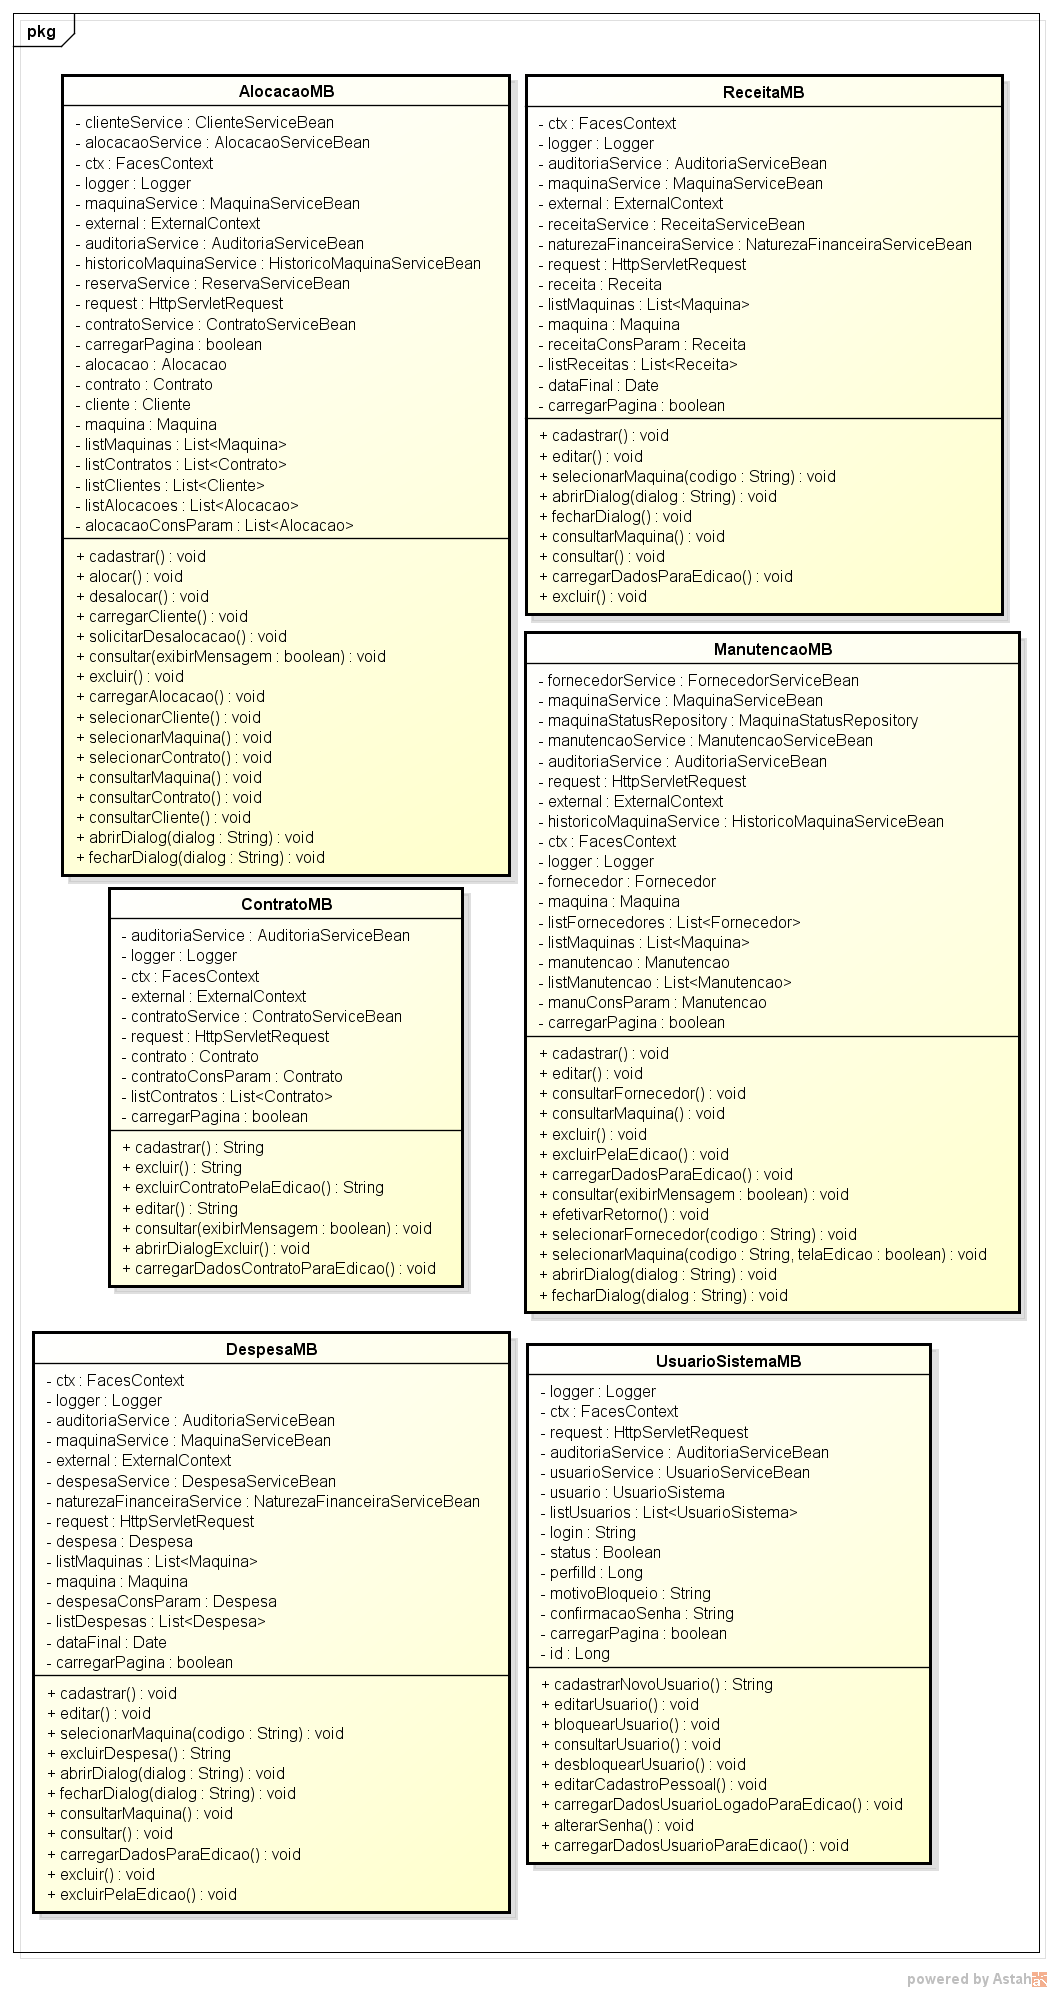 pkg
AlocacaoMB
- clienteService : ClienteServiceBean
- alocacaoService : AlocacaoServiceBean
- ctx : FacesContext
- logger : Logger
- maquinaService : MaquinaServiceBean
- external : ExternalContext
- auditoriaService : AuditoriaServiceBean
- historicoMaquinaService : HistoricoMaquinaServiceBean
- reservaService : ReservaServiceBean
- request : HttpServletRequest
- contratoService : ContratoServiceBean
- carregarPagina : boolean
- alocacao : Alocacao
- contrato : Contrato
- cliente : Cliente
- maquina : Maquina
- listMaquinas : List<Maquina>
- listContratos : List<Contrato>
- listClientes : List<Cliente>
- listAlocacoes : List<Alocacao>
- alocacaoConsParam : List<Alocacao>
+ cadastrar() : void
+ alocar() : void
+ desalocar() : void
+ carregarCliente() : void
+ solicitarDesalocacao() : void
+ consultar(exibirMensagem : boolean) : void
+ excluir() : void
+ carregarAlocacao() : void
+ selecionarCliente() : void
+ selecionarMaquina() : void
+ selecionarContrato() : void
+ consultarMaquina() : void
+ consultarContrato() : void
+ consultarCliente() : void
+ abrirDialog(dialog : String) : void
+ fecharDialog(dialog : String) : void
ReceitaMB
- ctx : FacesContext
- logger : Logger
- auditoriaService : AuditoriaServiceBean
- maquinaService : MaquinaServiceBean
- external : ExternalContext
- receitaService : ReceitaServiceBean
- naturezaFinanceiraService : NaturezaFinanceiraServiceBean
- request : HttpServletRequest
- receita : Receita
- listMaquinas : List<Maquina>
- maquina : Maquina
- receitaConsParam : Receita
- listReceitas : List<Receita>
- dataFinal : Date
- carregarPagina : boolean
+ cadastrar() : void
+ editar() : void
+ selecionarMaquina(codigo : String) : void
+ abrirDialog(dialog : String) : void
+ fecharDialog() : void
+ consultarMaquina() : void
+ consultar() : void
+ carregarDadosParaEdicao() : void
+ excluir() : void
ManutencaoMB
- fornecedorService : FornecedorServiceBean
- maquinaService : MaquinaServiceBean
- maquinaStatusRepository : MaquinaStatusRepository
- manutencaoService : ManutencaoServiceBean
- auditoriaService : AuditoriaServiceBean
- request : HttpServletRequest
- external : ExternalContext
- historicoMaquinaService : HistoricoMaquinaServiceBean
- ctx : FacesContext
- logger : Logger
- fornecedor : Fornecedor
- maquina : Maquina
- listFornecedores : List<Fornecedor>
- listMaquinas : List<Maquina>
- manutencao : Manutencao
- listManutencao : List<Manutencao>
- manuConsParam : Manutencao
- carregarPagina : boolean
+ cadastrar() : void
+ editar() : void
+ consultarFornecedor() : void
+ consultarMaquina() : void
+ excluir() : void
+ excluirPelaEdicao() : void
+ carregarDadosParaEdicao() : void
+ consultar(exibirMensagem : boolean) : void
+ efetivarRetorno() : void
+ selecionarFornecedor(codigo : String) : void
+ selecionarMaquina(codigo : String, telaEdicao : boolean) : void
+ abrirDialog(dialog : String) : void
+ fecharDialog(dialog : String) : void
ContratoMB
- auditoriaService : AuditoriaServiceBean
- logger : Logger
- ctx : FacesContext
- external : ExternalContext
- contratoService : ContratoServiceBean
- request : HttpServletRequest
- contrato : Contrato
- contratoConsParam : Contrato
- listContratos : List<Contrato>
- carregarPagina : boolean
+ cadastrar() : String
+ excluir() : String
+ excluirContratoPelaEdicao() : String
+ editar() : String
+ consultar(exibirMensagem : boolean) : void
+ abrirDialogExcluir() : void
+ carregarDadosContratoParaEdicao() : void
DespesaMB
- ctx : FacesContext
- logger : Logger
- auditoriaService : AuditoriaServiceBean
- maquinaService : MaquinaServiceBean
- external : ExternalContext
- despesaService : DespesaServiceBean
- naturezaFinanceiraService : NaturezaFinanceiraServiceBean
- request : HttpServletRequest
- despesa : Despesa
- listMaquinas : List<Maquina>
- maquina : Maquina
- despesaConsParam : Despesa
- listDespesas : List<Despesa>
- dataFinal : Date
- carregarPagina : boolean
+ cadastrar() : void
+ editar() : void
+ selecionarMaquina(codigo : String) : void
+ excluirDespesa() : String
+ abrirDialog(dialog : String) : void
+ fecharDialog(dialog : String) : void
+ consultarMaquina() : void
+ consultar() : void
+ carregarDadosParaEdicao() : void
+ excluir() : void
+ excluirPelaEdicao() : void
UsuarioSistemaMB
- logger : Logger
- ctx : FacesContext
- request : HttpServletRequest
- auditoriaService : AuditoriaServiceBean
- usuarioService : UsuarioServiceBean
- usuario : UsuarioSistema
- listUsuarios : List<UsuarioSistema>
- login : String
- status : Boolean
- perfilId : Long
- motivoBloqueio : String
- confirmacaoSenha : String
- carregarPagina : boolean
- id : Long
+ cadastrarNovoUsuario() : String
+ editarUsuario() : void
+ bloquearUsuario() : void
+ consultarUsuario() : void
+ desbloquearUsuario() : void
+ editarCadastroPessoal() : void
+ carregarDadosUsuarioLogadoParaEdicao() : void
+ alterarSenha() : void
+ carregarDadosUsuarioParaEdicao() : void
powered by Astah